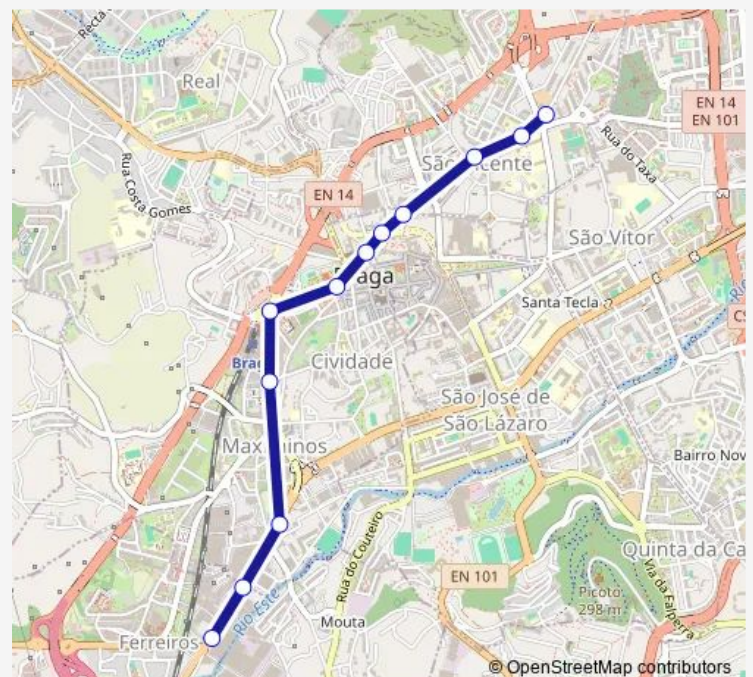 Recta
Real
EN 14
EN 101
Rua do Taxa
São Vicente
Rua Costa Gomes
EN 14
São Vítor
Braga
Santa Tecla
Cividade
São José de
São Lázaro
Bairro Nov
Rua do Couteiro
Quinta da Ca
EN 101
Picoto
298 m
Via da Falperra
Rio Este
Mouta
Ferreiros
© OpenStreetMap contributors